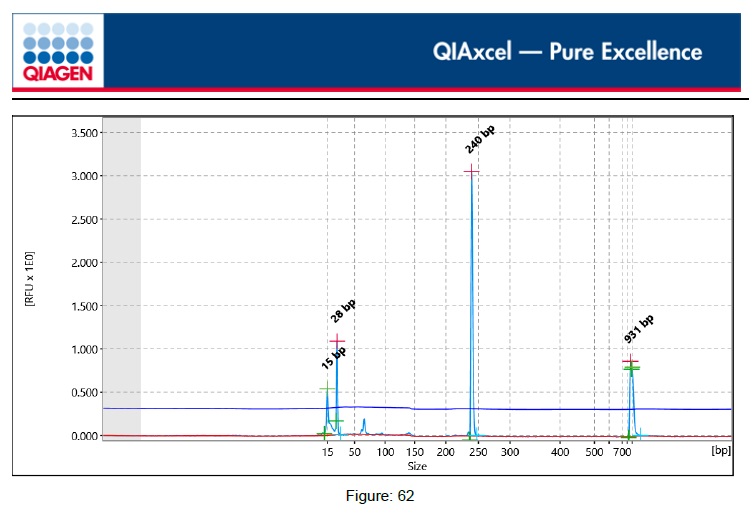 QIAGEN
QIAxcel — Pure Excellence
3.500
3.000
2.500
2.000
1.500
1.000
0.500
0.000
[RFU x 1E0]
15 bp
28 bp
240 bp
931 bp
15 50 100 150 200 250 300 400 500 600 700 [bp]
Size
Figure: 62